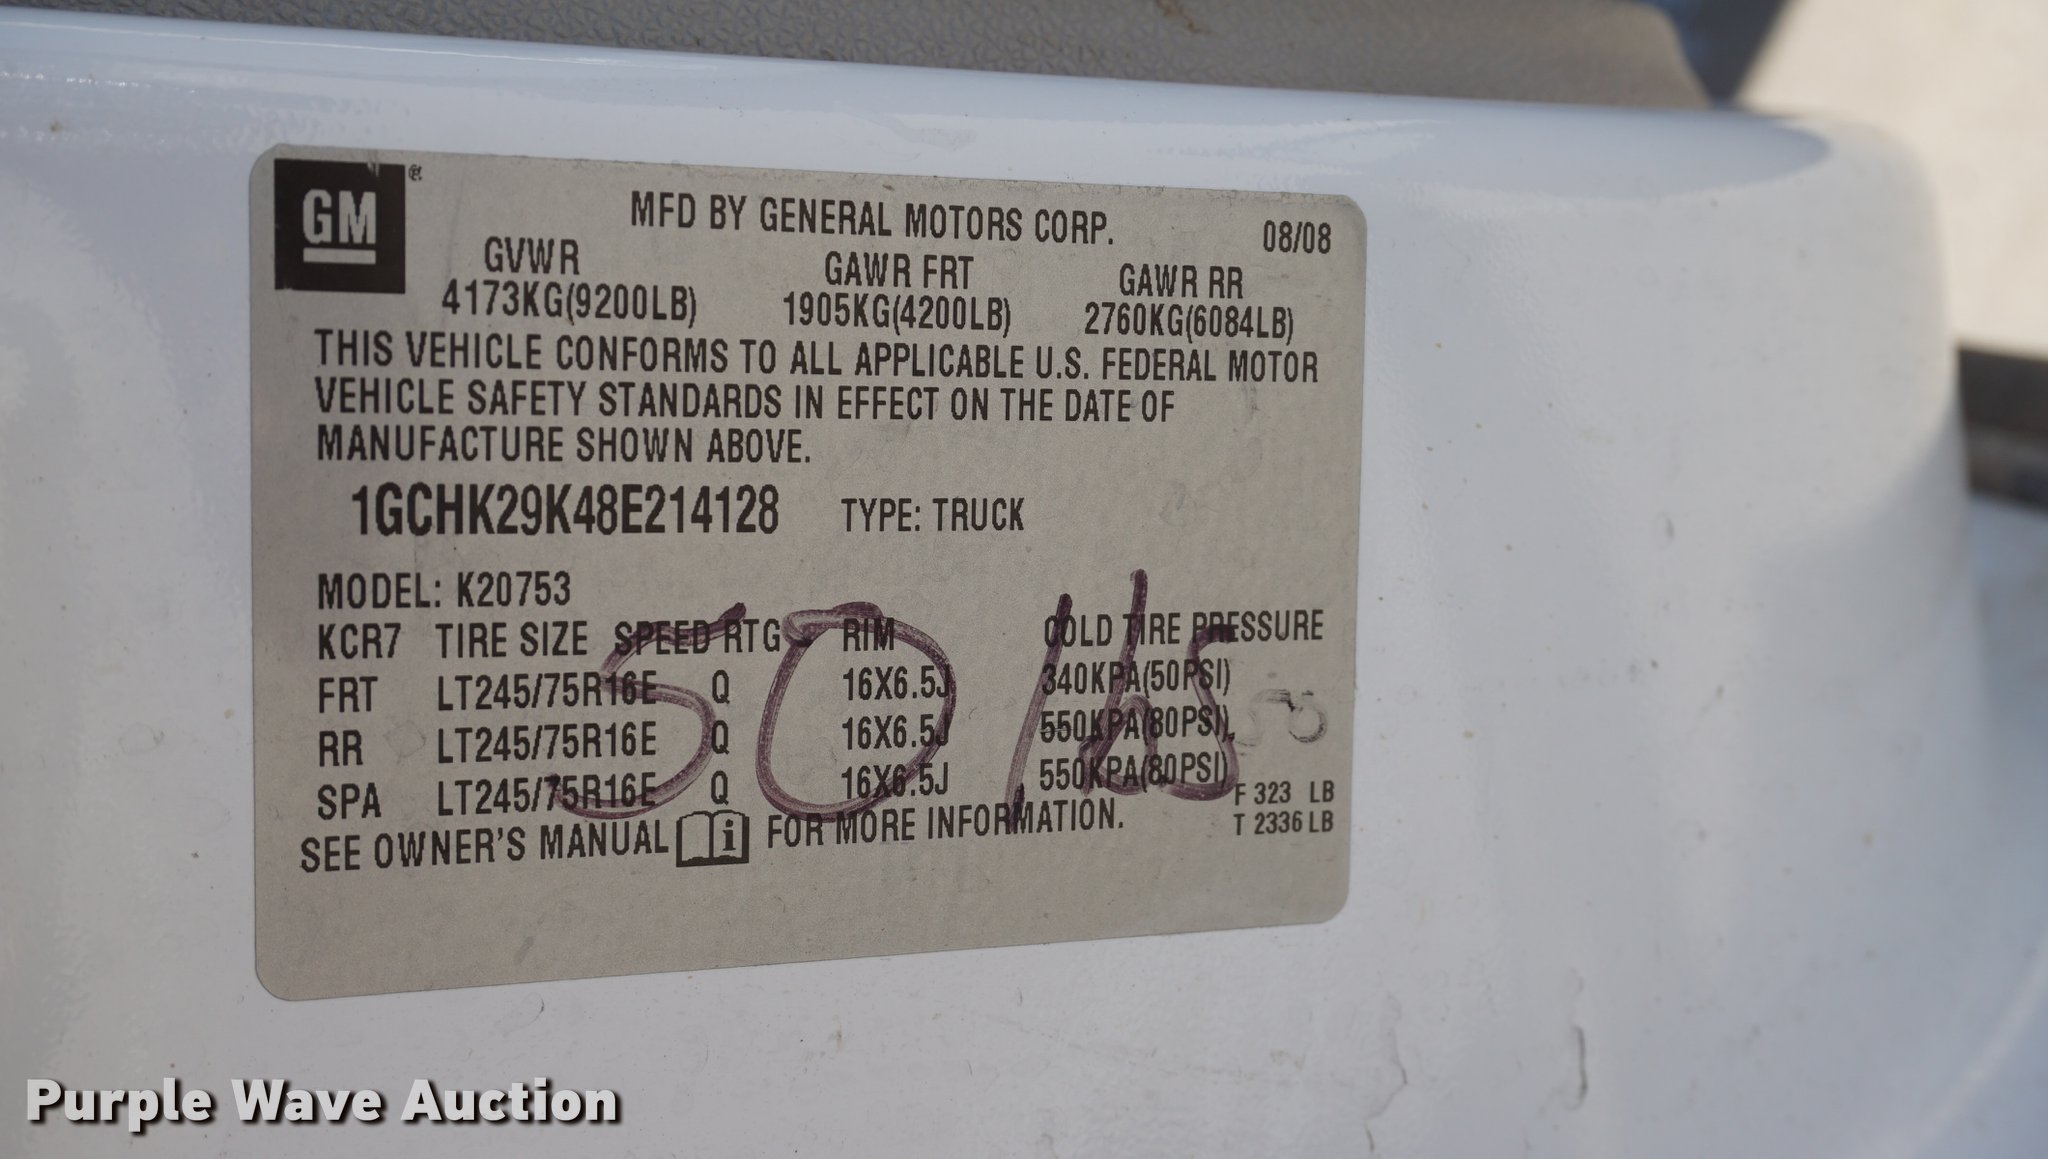 GM
MFD BY GENERAL MOTORS CORP. 08/08
GVWR GAWR FRT GAWR RR
4173KG(9200LB) 1905KG(4200LB) 2760KG(6084LB)
THIS VEHICLE CONFORMS TO ALL APPLICABLE U.S. FEDERAL MOTOR
VEHICLE SAFETY STANDARDS IN EFFECT ON THE DATE OF
MANUFACTURE SHOWN ABOVE.
1GCHK29K48E214128 TYPE: TRUCK
MODEL: K20753
KCR7 TIRE SIZE SPEED RTG RIM COLD TIRE PRESSURE
FRT LT245/75R16E Q 16X6.5J 340KPA(50PSI)
RR LT245/75R16E Q 16X6.5J 550KPA(80PSI)
SPA LT245/75R16E Q 16X6.5J 550KPA(80PSI)
50 lbs
F 323 LB
T 2336 LB
SEE OWNER'S MANUAL i FOR MORE INFORMATION.
Purple Wave Auction